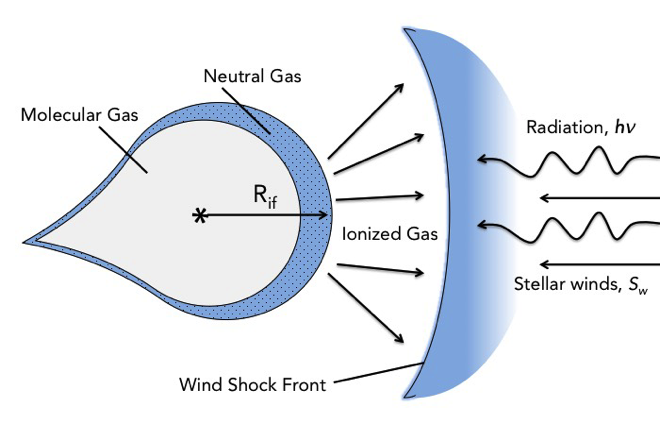 Neutral Gas
Molecular Gas
Radiation, hν
R_if
Ionized Gas
Stellar winds, S_w
Wind Shock Front